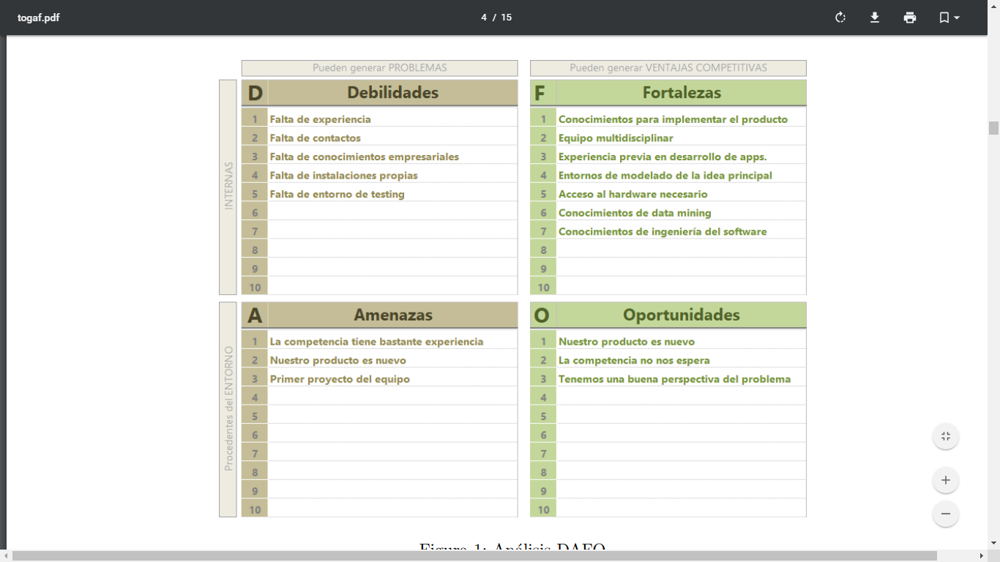 togaf.pdf
4 / 15
Pueden generar PROBLEMAS
Pueden generar VENTAJAS COMPETITIVAS
INTERNAS
D Debilidades
1 Falta de experiencia
2 Falta de contactos
3 Falta de conocimientos empresariales
4 Falta de instalaciones propias
5 Falta de entorno de testing
6
7
8
9
10
F Fortalezas
1 Conocimientos para implementar el producto
2 Equipo multidisciplinar
3 Experiencia previa en desarrollo de apps.
4 Entornos de modelado de la idea principal
5 Acceso al hardware necesario
6 Conocimientos de data mining
7 Conocimientos de ingeniería del software
8
9
10
Procedentes del ENTORNO
A Amenazas
1 La competencia tiene bastante experiencia
2 Nuestro producto es nuevo
3 Primer proyecto del equipo
4
5
6
7
8
9
10
O Oportunidades
1 Nuestro producto es nuevo
2 La competencia no nos espera
3 Tenemos una buena perspectiva del problema
4
5
6
7
8
9
10
Figure 1: Análisis DAFO